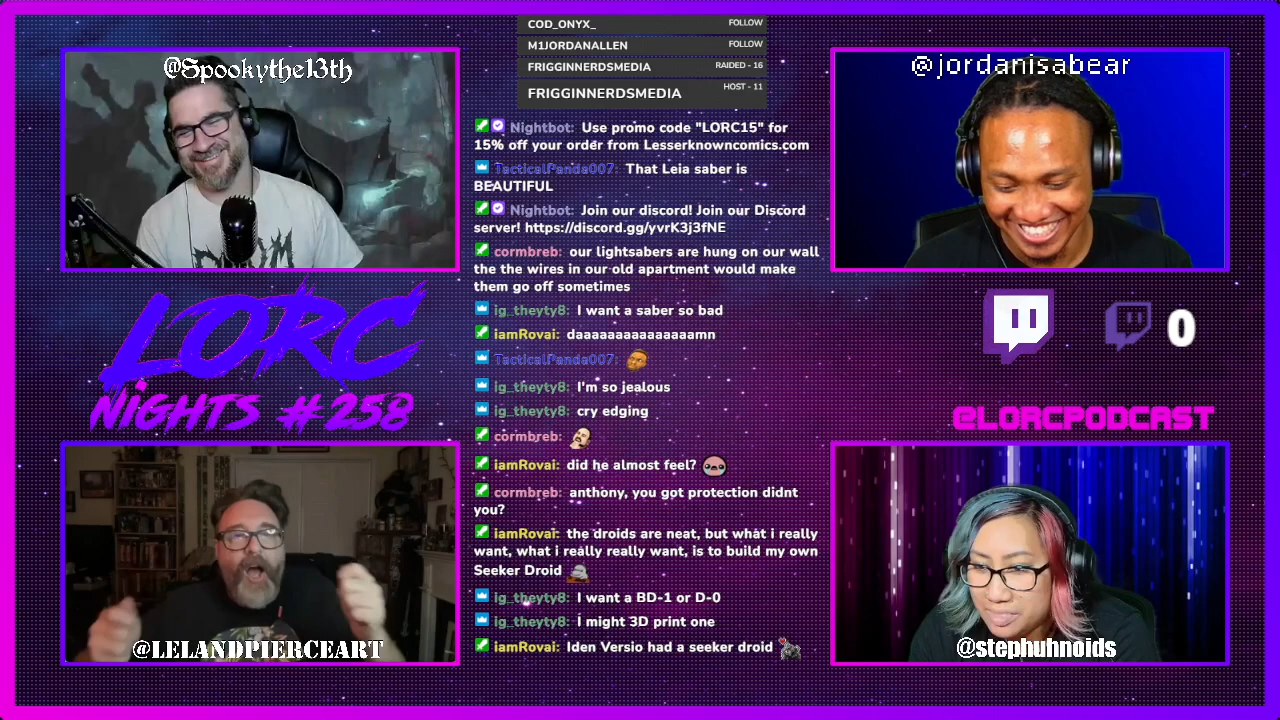 COD_ONYX_ FOLLOW
M1JORDANALLEN FOLLOW
FRIGGINNERDSMEDIA RAIDED - 16
FRIGGINNERDSMEDIA HOST - 11
@Spookythe13th
@jordanisabear
Nightbot: Use promo code "LORC15" for
15% off your order from Lesserknowncomics.com
TacticalPanda007: That Leia saber is
BEAUTIFUL
Nightbot: Join our discord! Join our Discord
server! https://discord.gg/yvrK3j3fNE
cormbreb: our lightsabers are hung on our wall
the the wires in our old apartment would make
them go off sometimes
ig_theyty8: I want a saber so bad
iamRovai: daaaaaaaaaaaaaaamn
TacticalPanda007:
ig_theyty8: I'm so jealous
ig_theyty8: cry edging
cormbreb:
iamRovai: did he almost feel?
cormbreb: anthony, you got protection didnt
you?
iamRovai: the droids are neat, but what i really
want, what i really really want, is to build my own
Seeker Droid
ig_theyty8: I want a BD-1 or D-0
ig_theyty8: I might 3D print one
iamRovai: Iden Versio had a seeker droid
LORC
NIGHTS #258
0
@LORCPODCAST
@LELANDPIERCEART
@stephuhnoids